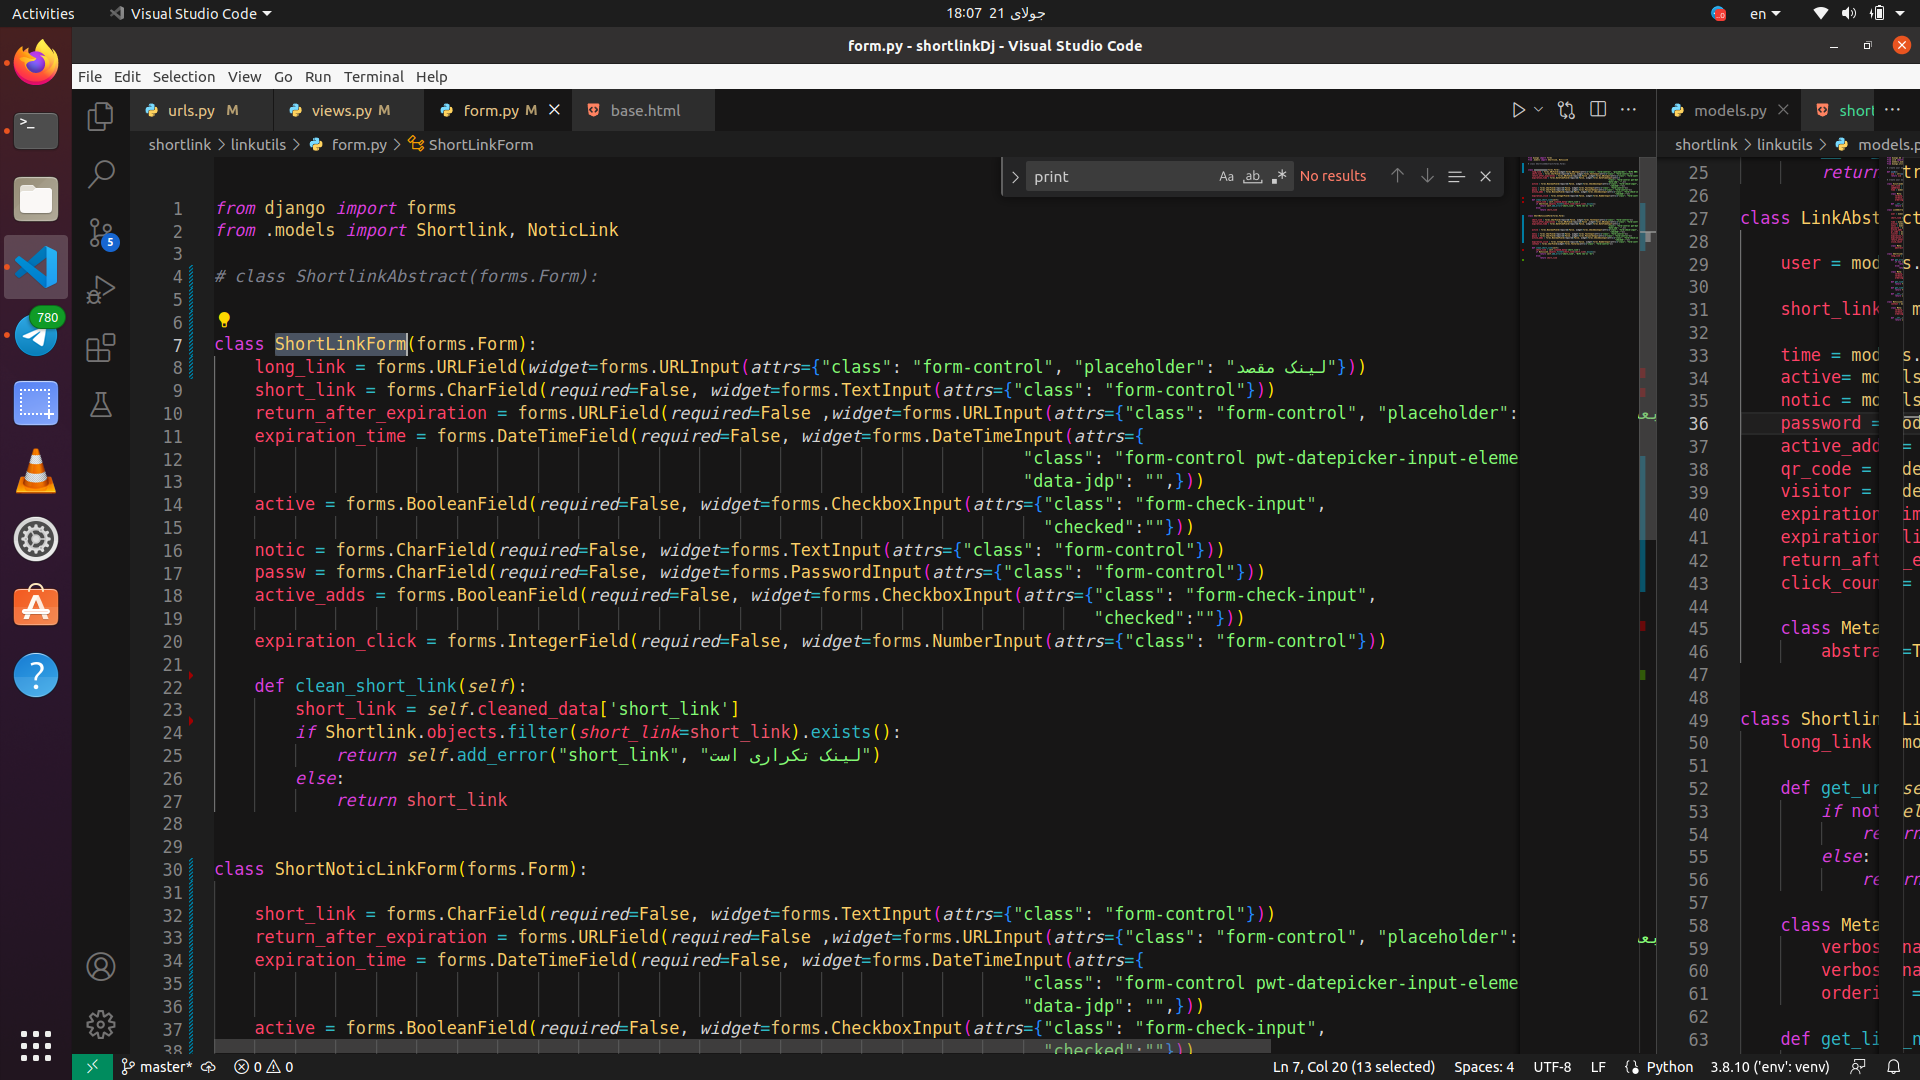 Activities
Visual Studio Code
جولای 21 18:07
en
form.py - shortlinkDj - Visual Studio Code
File Edit Selection View Go Run Terminal Help
urls.py M
views.py M
form.py M
base.html
models.py
short
shortlink > linkutils > form.py > ShortLinkForm
shortlink > linkutils > models.p
print
Aa
ab
No results
5
780
1 from django import forms
2 from .models import Shortlink, NoticLink
3
4 # class ShortlinkAbstract(forms.Form):
5
6
7 class ShortLinkForm(forms.Form):
8 long_link = forms.URLField(widget=forms.URLInput(attrs={"class": "form-control", "placeholder": "لینک مقصد"}))
9 short_link = forms.CharField(required=False, widget=forms.TextInput(attrs={"class": "form-control"}))
10 return_after_expiration = forms.URLField(required=False ,widget=forms.URLInput(attrs={"class": "form-control", "placeholder":
11 expiration_time = forms.DateTimeField(required=False, widget=forms.DateTimeInput(attrs={
12 "class": "form-control pwt-datepicker-input-eleme
13 "data-jdp": "",}))
14 active = forms.BooleanField(required=False, widget=forms.CheckboxInput(attrs={"class": "form-check-input",
15 "checked":""}))
16 notic = forms.CharField(required=False, widget=forms.TextInput(attrs={"class": "form-control"}))
17 passw = forms.CharField(required=False, widget=forms.PasswordInput(attrs={"class": "form-control"}))
18 active_adds = forms.BooleanField(required=False, widget=forms.CheckboxInput(attrs={"class": "form-check-input",
19 "checked":""}))
20 expiration_click = forms.IntegerField(required=False, widget=forms.NumberInput(attrs={"class": "form-control"}))
21
22 def clean_short_link(self):
23 short_link = self.cleaned_data['short_link']
24 if Shortlink.objects.filter(short_link=short_link).exists():
25 return self.add_error("short_link", "لینک تکراری است")
26 else:
27 return short_link
28
29
30 class ShortNoticLinkForm(forms.Form):
31
32 short_link = forms.CharField(required=False, widget=forms.TextInput(attrs={"class": "form-control"}))
33 return_after_expiration = forms.URLField(required=False ,widget=forms.URLInput(attrs={"class": "form-control", "placeholder":
34 expiration_time = forms.DateTimeField(required=False, widget=forms.DateTimeInput(attrs={
35 "class": "form-control pwt-datepicker-input-eleme
36 "data-jdp": "",}))
37 active = forms.BooleanField(required=False, widget=forms.CheckboxInput(attrs={"class": "form-check-input",
38 "checked":""}))
25 return
26
27 class LinkAbstract
28
29 user = mod
30
31 short_link
32
33 time = mod
34 active= mo
35 notic = mo
36 password =
37 active_add
38 qr_code =
39 visitor =
40 expiration
41 expiration
42 return_aft
43 click_coun
44
45 class Meta
46 abstra
47
48
49 class Shortlin
50 long_link
51
52 def get_ur
53 if not
54 re
55 else:
56 re
57
58 class Meta
59 verbos
60 verbos
61 orderi
62
63 def get_li
master*
0 0
Ln 7, Col 20 (13 selected)
Spaces: 4
UTF-8
LF
Python
3.8.10 ('env': venv)